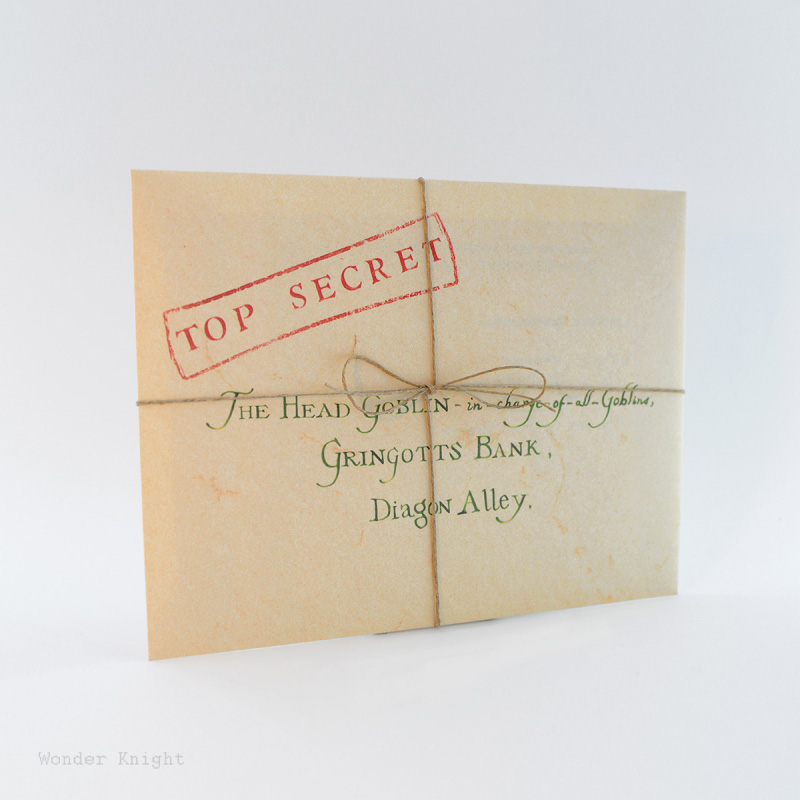 TOP SECRET
THE HEAD GOBLIN-in-charge-of-all-Goblins,
GRINGOTTS BANK,
Diagon Alley.
Wonder Knight